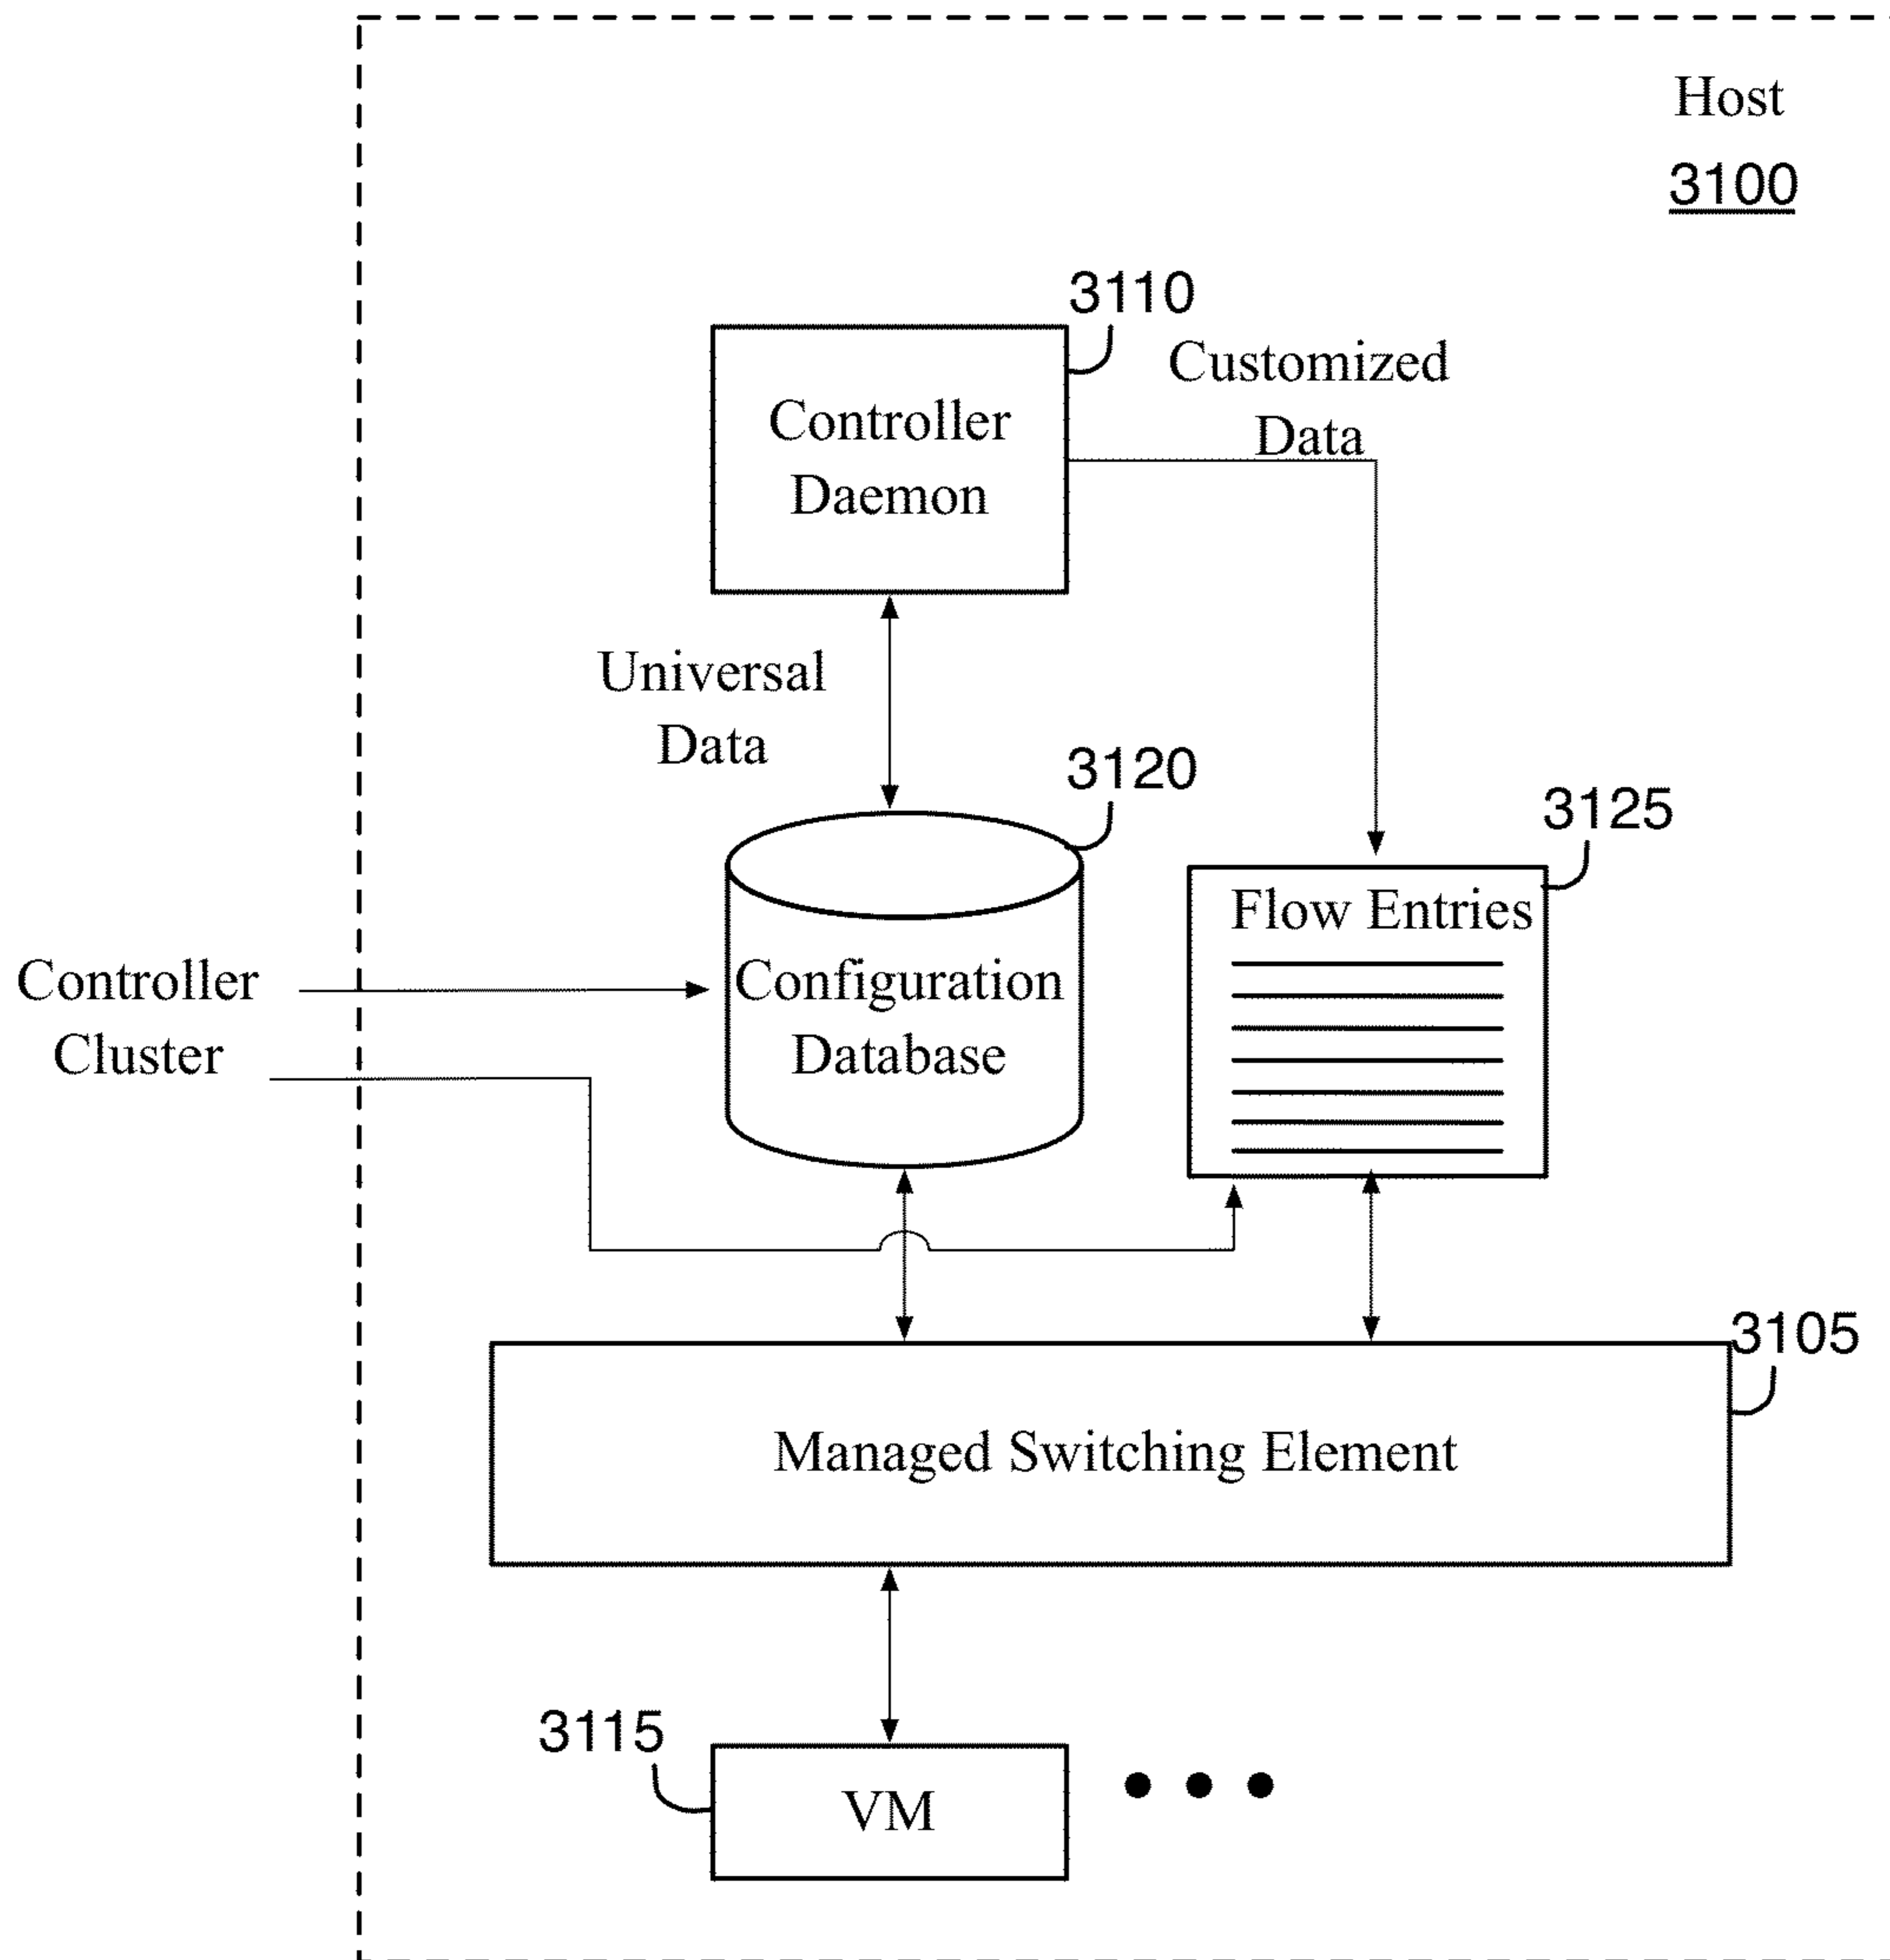 Host
3100
3110
Customized
Data
Controller
Daemon
Universal
Data
3120
3125
Flow Entries
Controller
Cluster
Configuration
Database
3105
Managed Switching Element
3115
VM